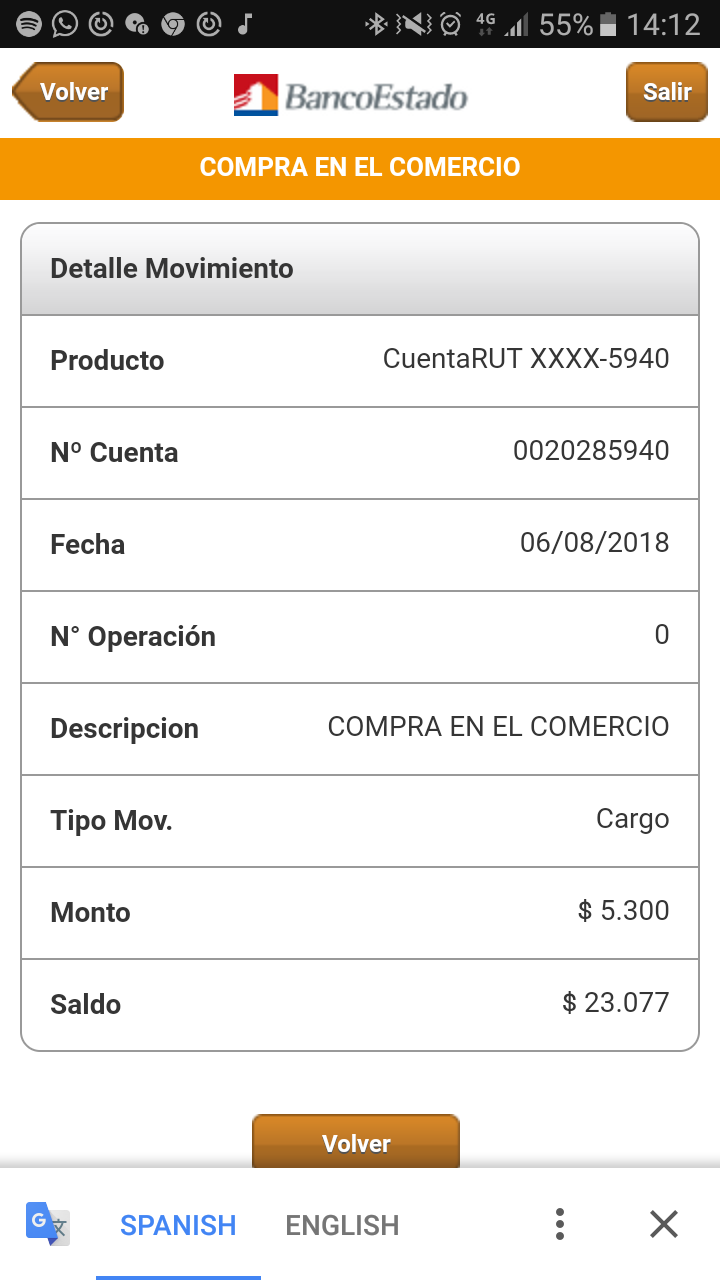 4G 55% 14:12
Volver BancoEstado Salir
COMPRA EN EL COMERCIO
Detalle Movimiento
Producto CuentaRUT XXXX-5940
Nº Cuenta 0020285940
Fecha 06/08/2018
N° Operación 0
Descripcion COMPRA EN EL COMERCIO
Tipo Mov. Cargo
Monto $ 5.300
Saldo $ 23.077
Volver
G 文 SPANISH ENGLISH